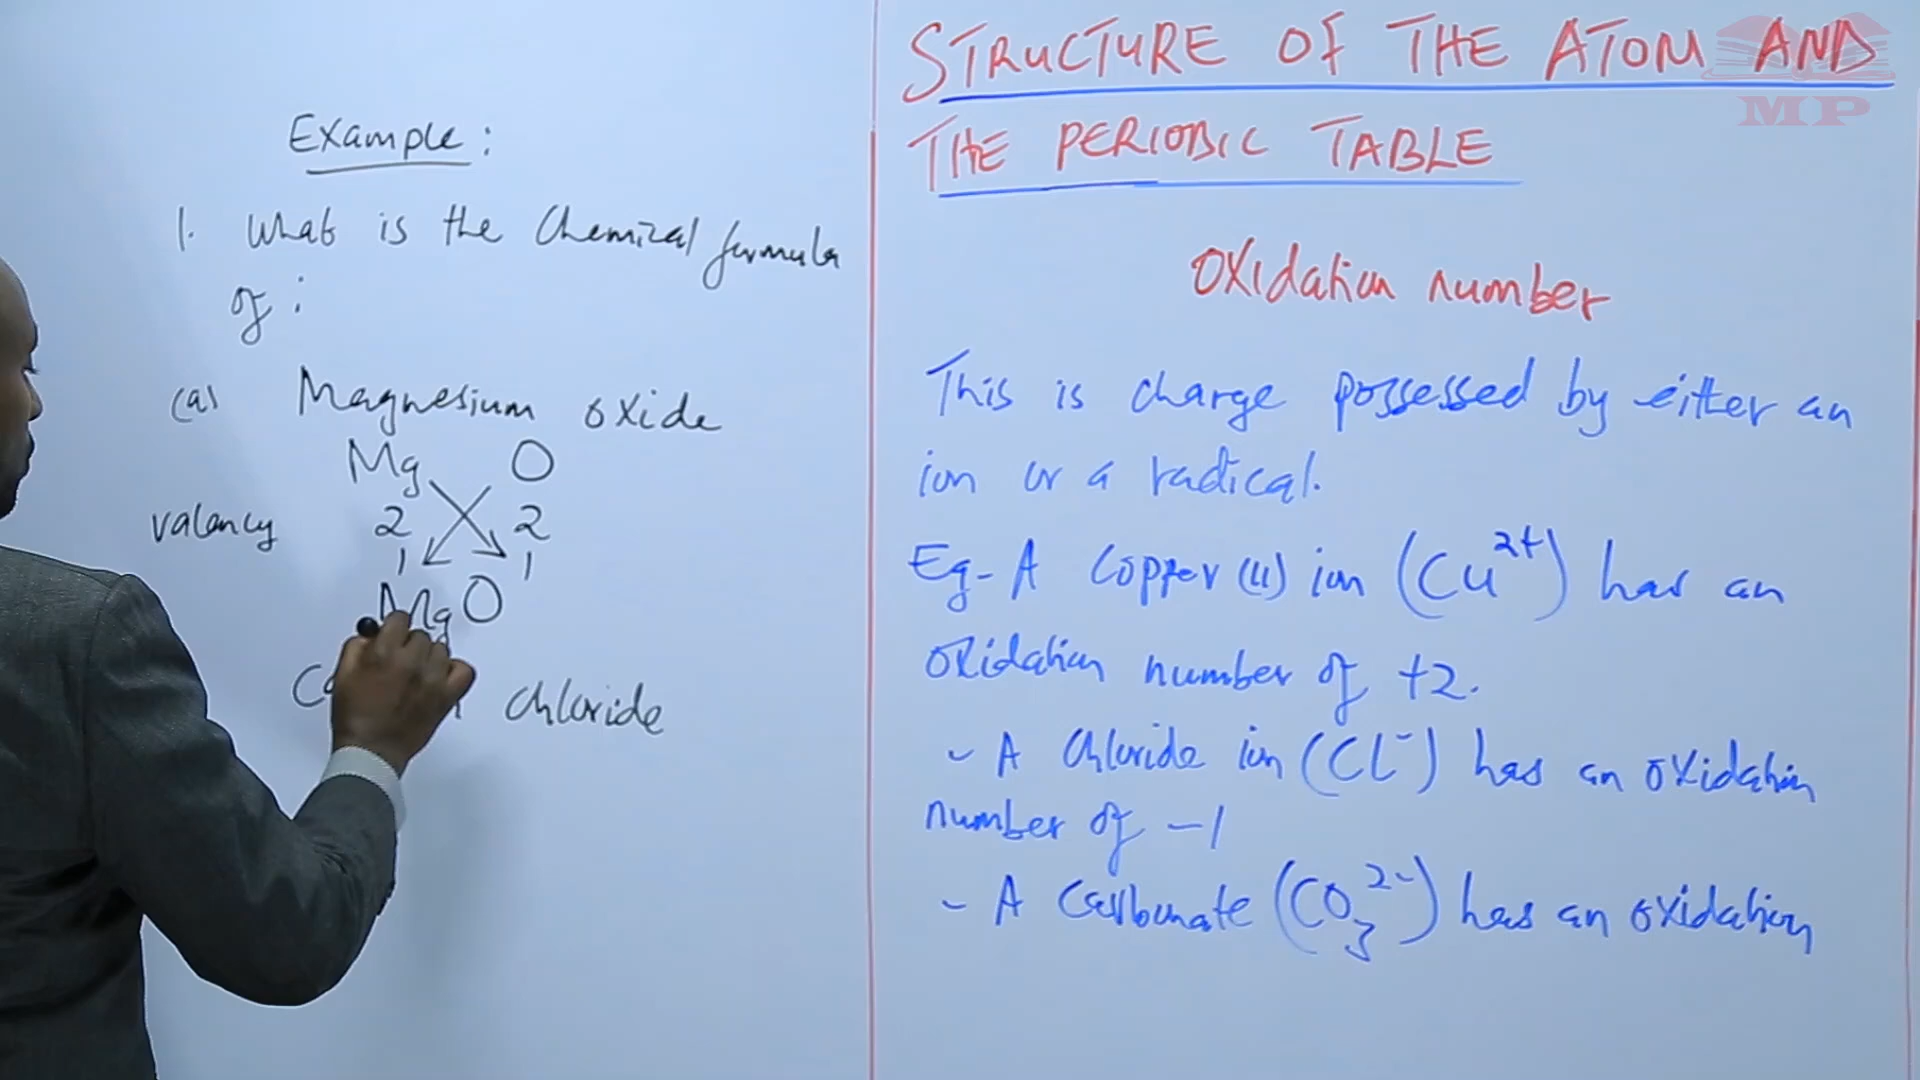 Example:
1. What is the Chemical formula
of:
(a) Magnesium oxide
Mg O
valency 2 2
1 1
MgO
chloride
STRUCTURE OF THE ATOM AND
THE PERIODIC TABLE
MP
Oxidation number
This is charge possessed by either an
ion or a radical.
Eg- A Copper (II) ion (Cu²⁺) has an
oxidation number of +2.
- A Chloride ion (Cl⁻) has an oxidation
number of -1
- A Carbonate (CO₃²⁻) has an oxidation